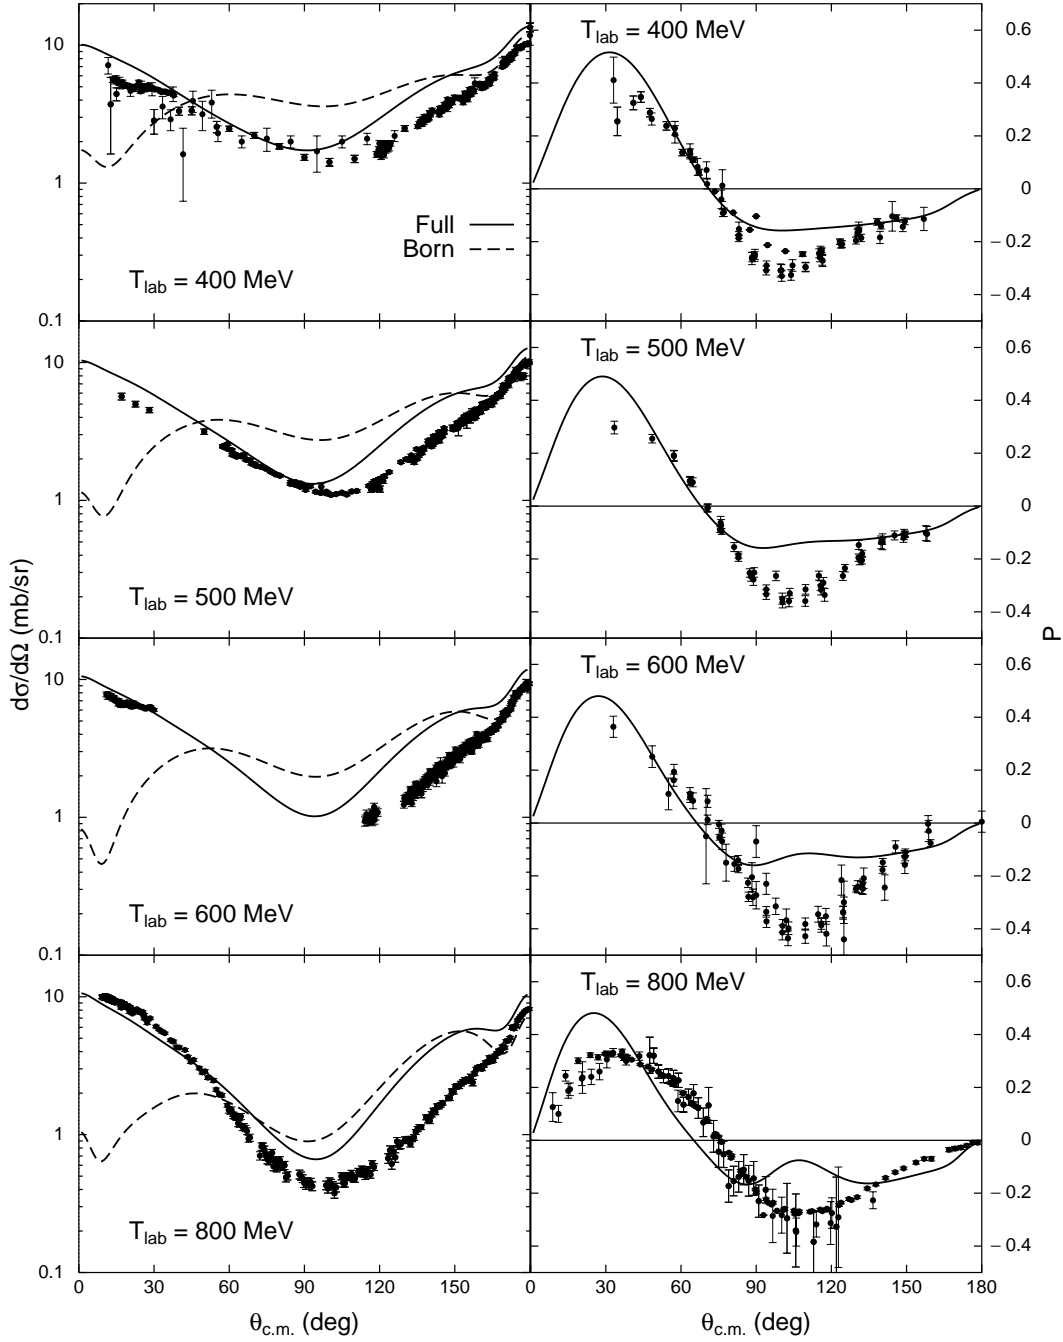 10
1
0.1
T_lab = 400 MeV
Full
Born
T_lab = 400 MeV
0.6
0.4
0.2
0
− 0.2
− 0.4
10
1
0.1
T_lab = 500 MeV
T_lab = 500 MeV
0.6
0.4
0.2
0
− 0.2
− 0.4
10
1
0.1
T_lab = 600 MeV
T_lab = 600 MeV
0.6
0.4
0.2
0
− 0.2
− 0.4
10
1
0.1
T_lab = 800 MeV
T_lab = 800 MeV
0.6
0.4
0.2
0
− 0.2
− 0.4
dσ/dΩ (mb/sr)
P
0 30 60 90 120 150
0 30 60 90 120 150 180
θ_c.m. (deg)
θ_c.m. (deg)